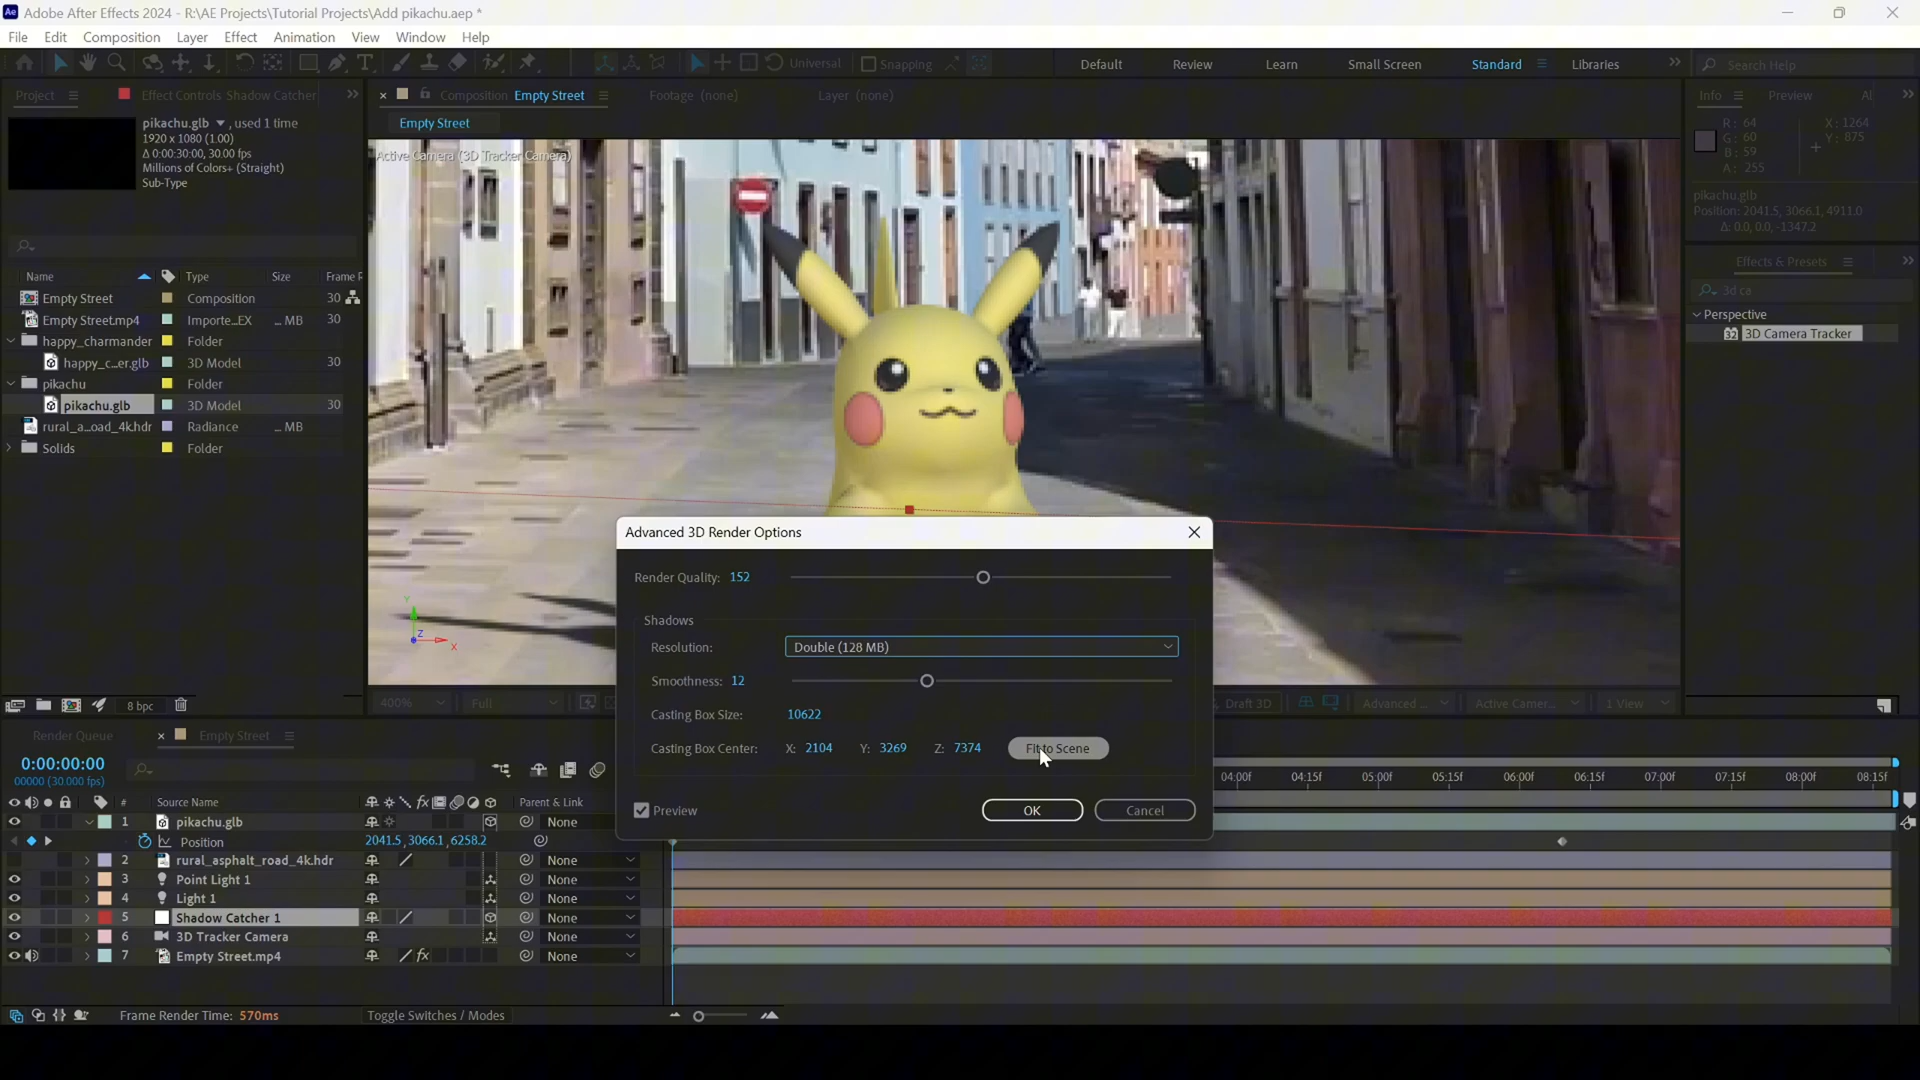 Adobe After Effects 2024 - R:\AE Projects\Tutorial Projects\Add pikachu.aep *
File Edit Composition Layer Effect Animation View Window Help
Universal Snapping Default Review Learn Small Screen Standard Libraries Search Help
Project Effect Controls Shadow Catcher
Composition Empty Street Footage (none) Layer (none)
Info Preview Al
pikachu.glb , used 1 time
1920 x 1080 (1.00)
Δ 0:00:30:00, 30.00 fps
Millions of Colors+ (Straight)
Sub-Type
Empty Street
Active Camera (3D Tracker Camera)
R: 64
G: 60
B: 59
A: 255
X: 1264
Y: 875
pikachu.glb
Position: 2041.5, 3066.1, 4911.0
Δ: 0.0, 0.0, -1347.2
Effects & Presets
3d ca
Perspective
32 3D Camera Tracker
Name Type Size Frame F
Empty Street Composition 30
Empty Street.mp4 Importe...EX ... MB 30
happy_charmander Folder
happy_c...er.glb 3D Model 30
pikachu Folder
pikachu.glb 3D Model 30
rural_a...oad_4k.hdr Radiance ... MB
Solids Folder
8 bpc
Y
Z
X
400% Full Draft 3D Advanced ... Active Camer... 1 View
Advanced 3D Render Options
Render Quality: 152
Shadows
Resolution: Double (128 MB)
Smoothness: 12
Casting Box Size: 10622
Casting Box Center: X: 2104 Y: 3269 Z: 7374 Fit to Scene
Preview OK Cancel
Render Queue Empty Street
0:00:00:00
00000 (30.000 fps)
04:00f 04:15f 05:00f 05:15f 06:00f 06:15f 07:00f 07:15f 08:00f 08:15f
# Source Name fx Parent & Link
1 pikachu.glb None
Position 2041.5, 3066.1, 6258.2
2 rural_asphalt_road_4k.hdr None
3 Point Light 1 None
4 Light 1 None
5 Shadow Catcher 1 None
6 3D Tracker Camera None
7 Empty Street.mp4 fx None
Frame Render Time: 570ms Toggle Switches / Modes